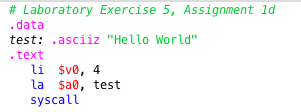 # Laboratory Exercise 5, Assignment 1d
.data
test: .asciiz "Hello World"
.text
   li  $v0, 4
   la  $a0, test
   syscall